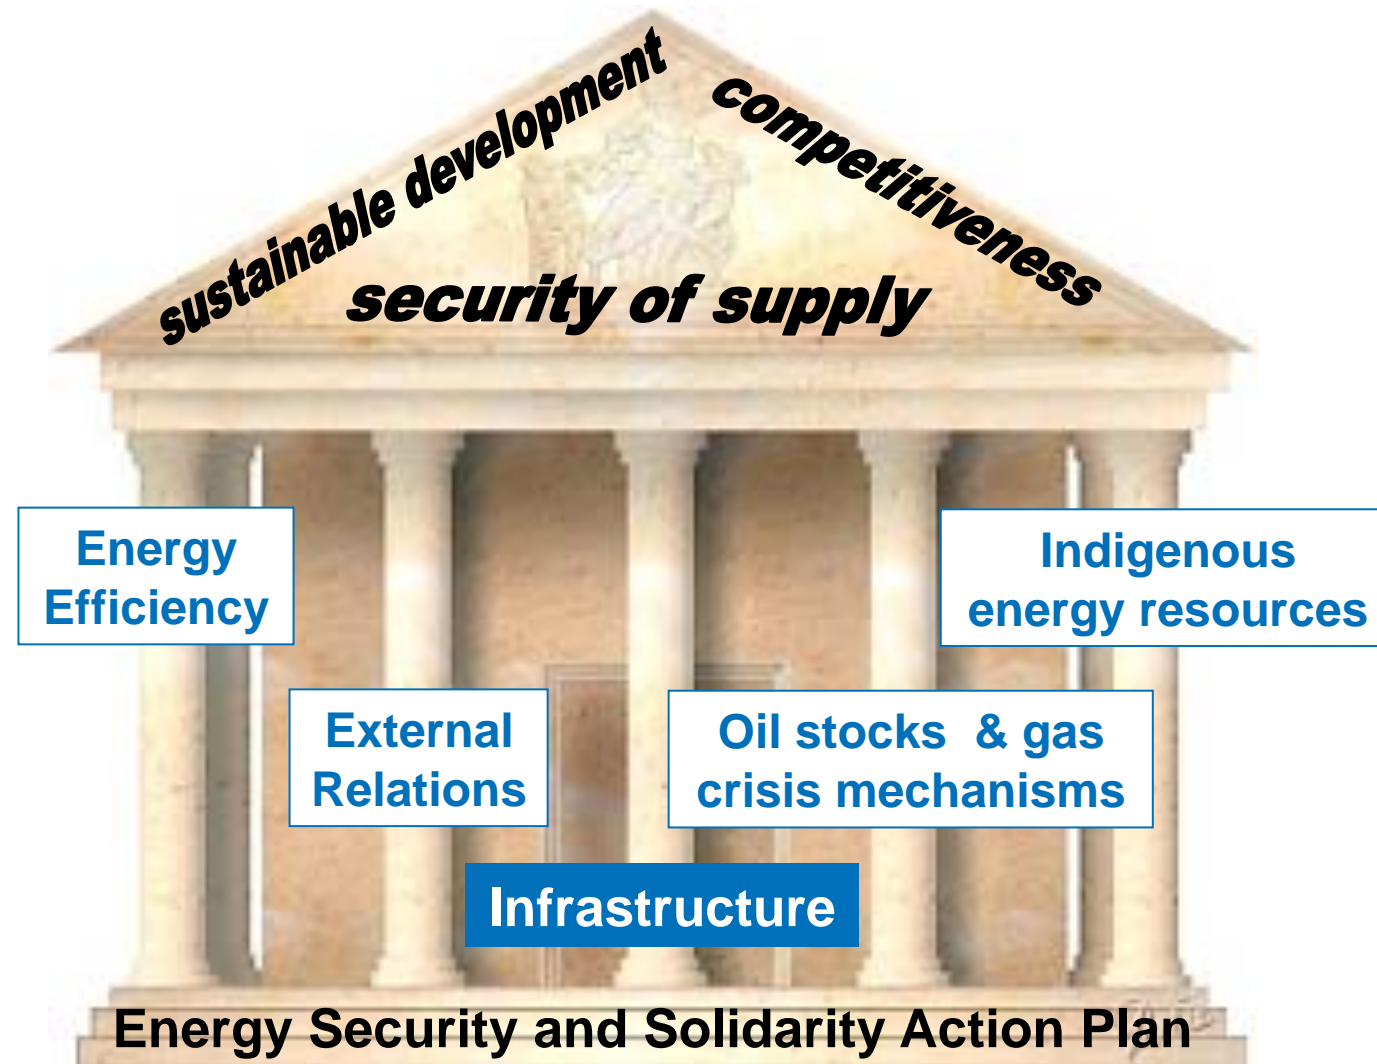 sustainable development
competitiveness
security of supply
Energy
Efficiency
Indigenous
energy resources
External
Relations
Oil stocks & gas
crisis mechanisms
Infrastructure
Energy Security and Solidarity Action Plan